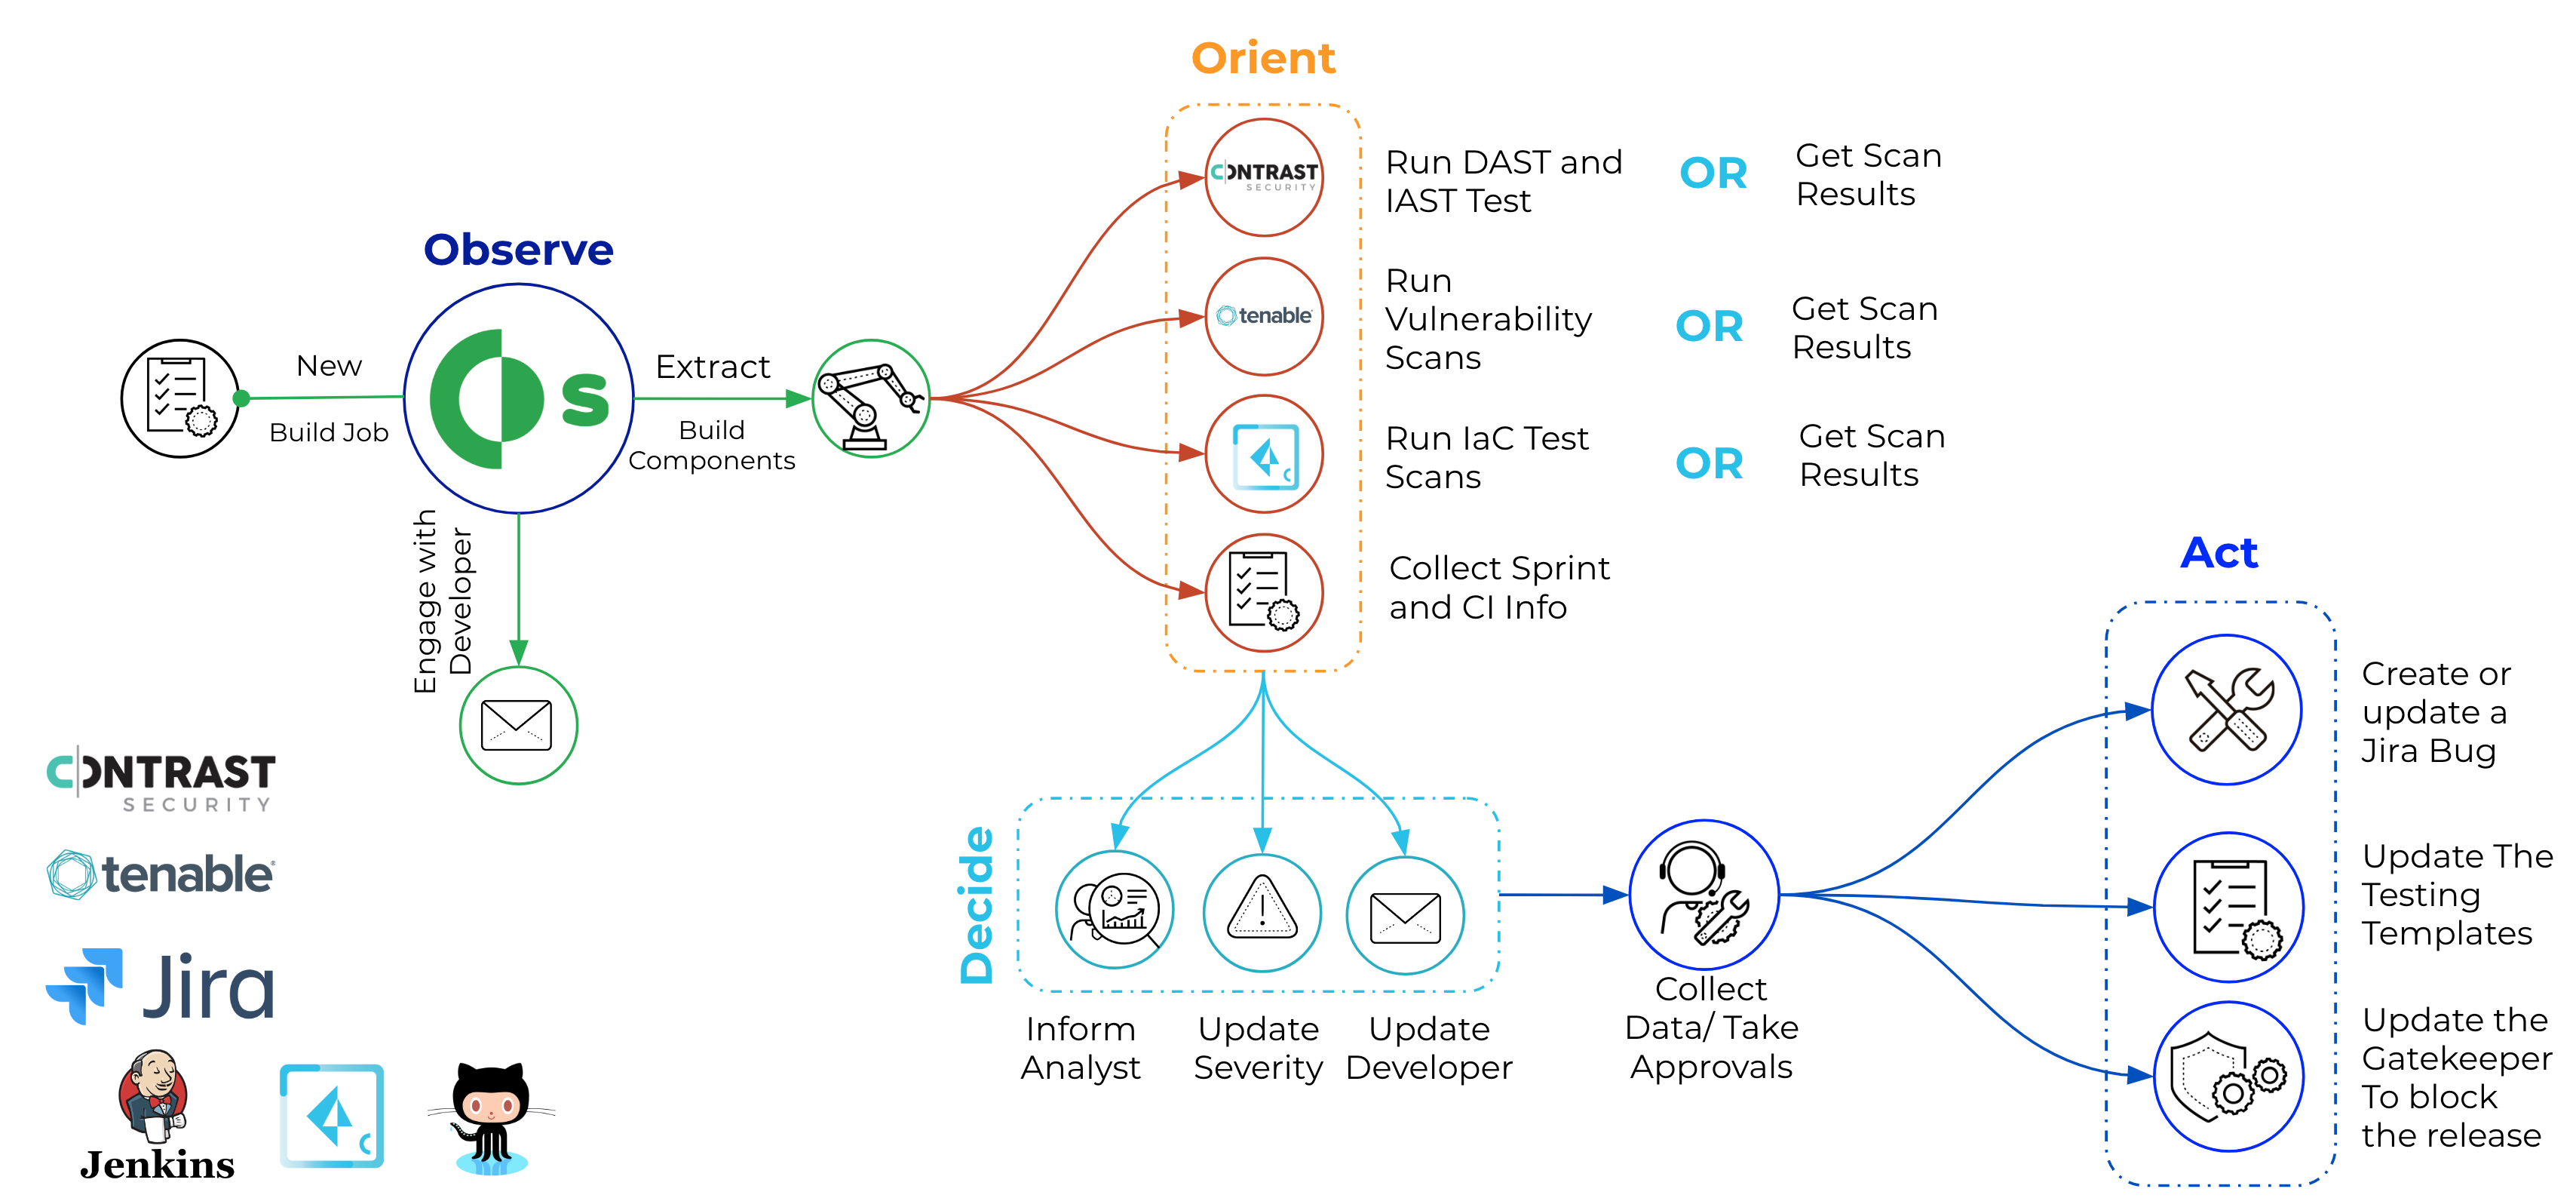 Orient
CONTRAST
SECURITY
Run DAST and
IAST Test
OR
Get Scan
Results
Observe
tenable
Run
Vulnerability
Scans
OR
Get Scan
Results
New
Build Job
s
Extract
Build
Components
Run IaC Test
Scans
OR
Get Scan
Results
Engage with
Developer
Collect Sprint
and CI Info
Act
Create or
update a
Jira Bug
CONTRAST
SECURITY
tenable
Jira
Jenkins
Decide
Inform
Analyst
Update
Severity
Update
Developer
Collect
Data/ Take
Approvals
Update The
Testing
Templates
Update the
Gatekeeper
To block
the release